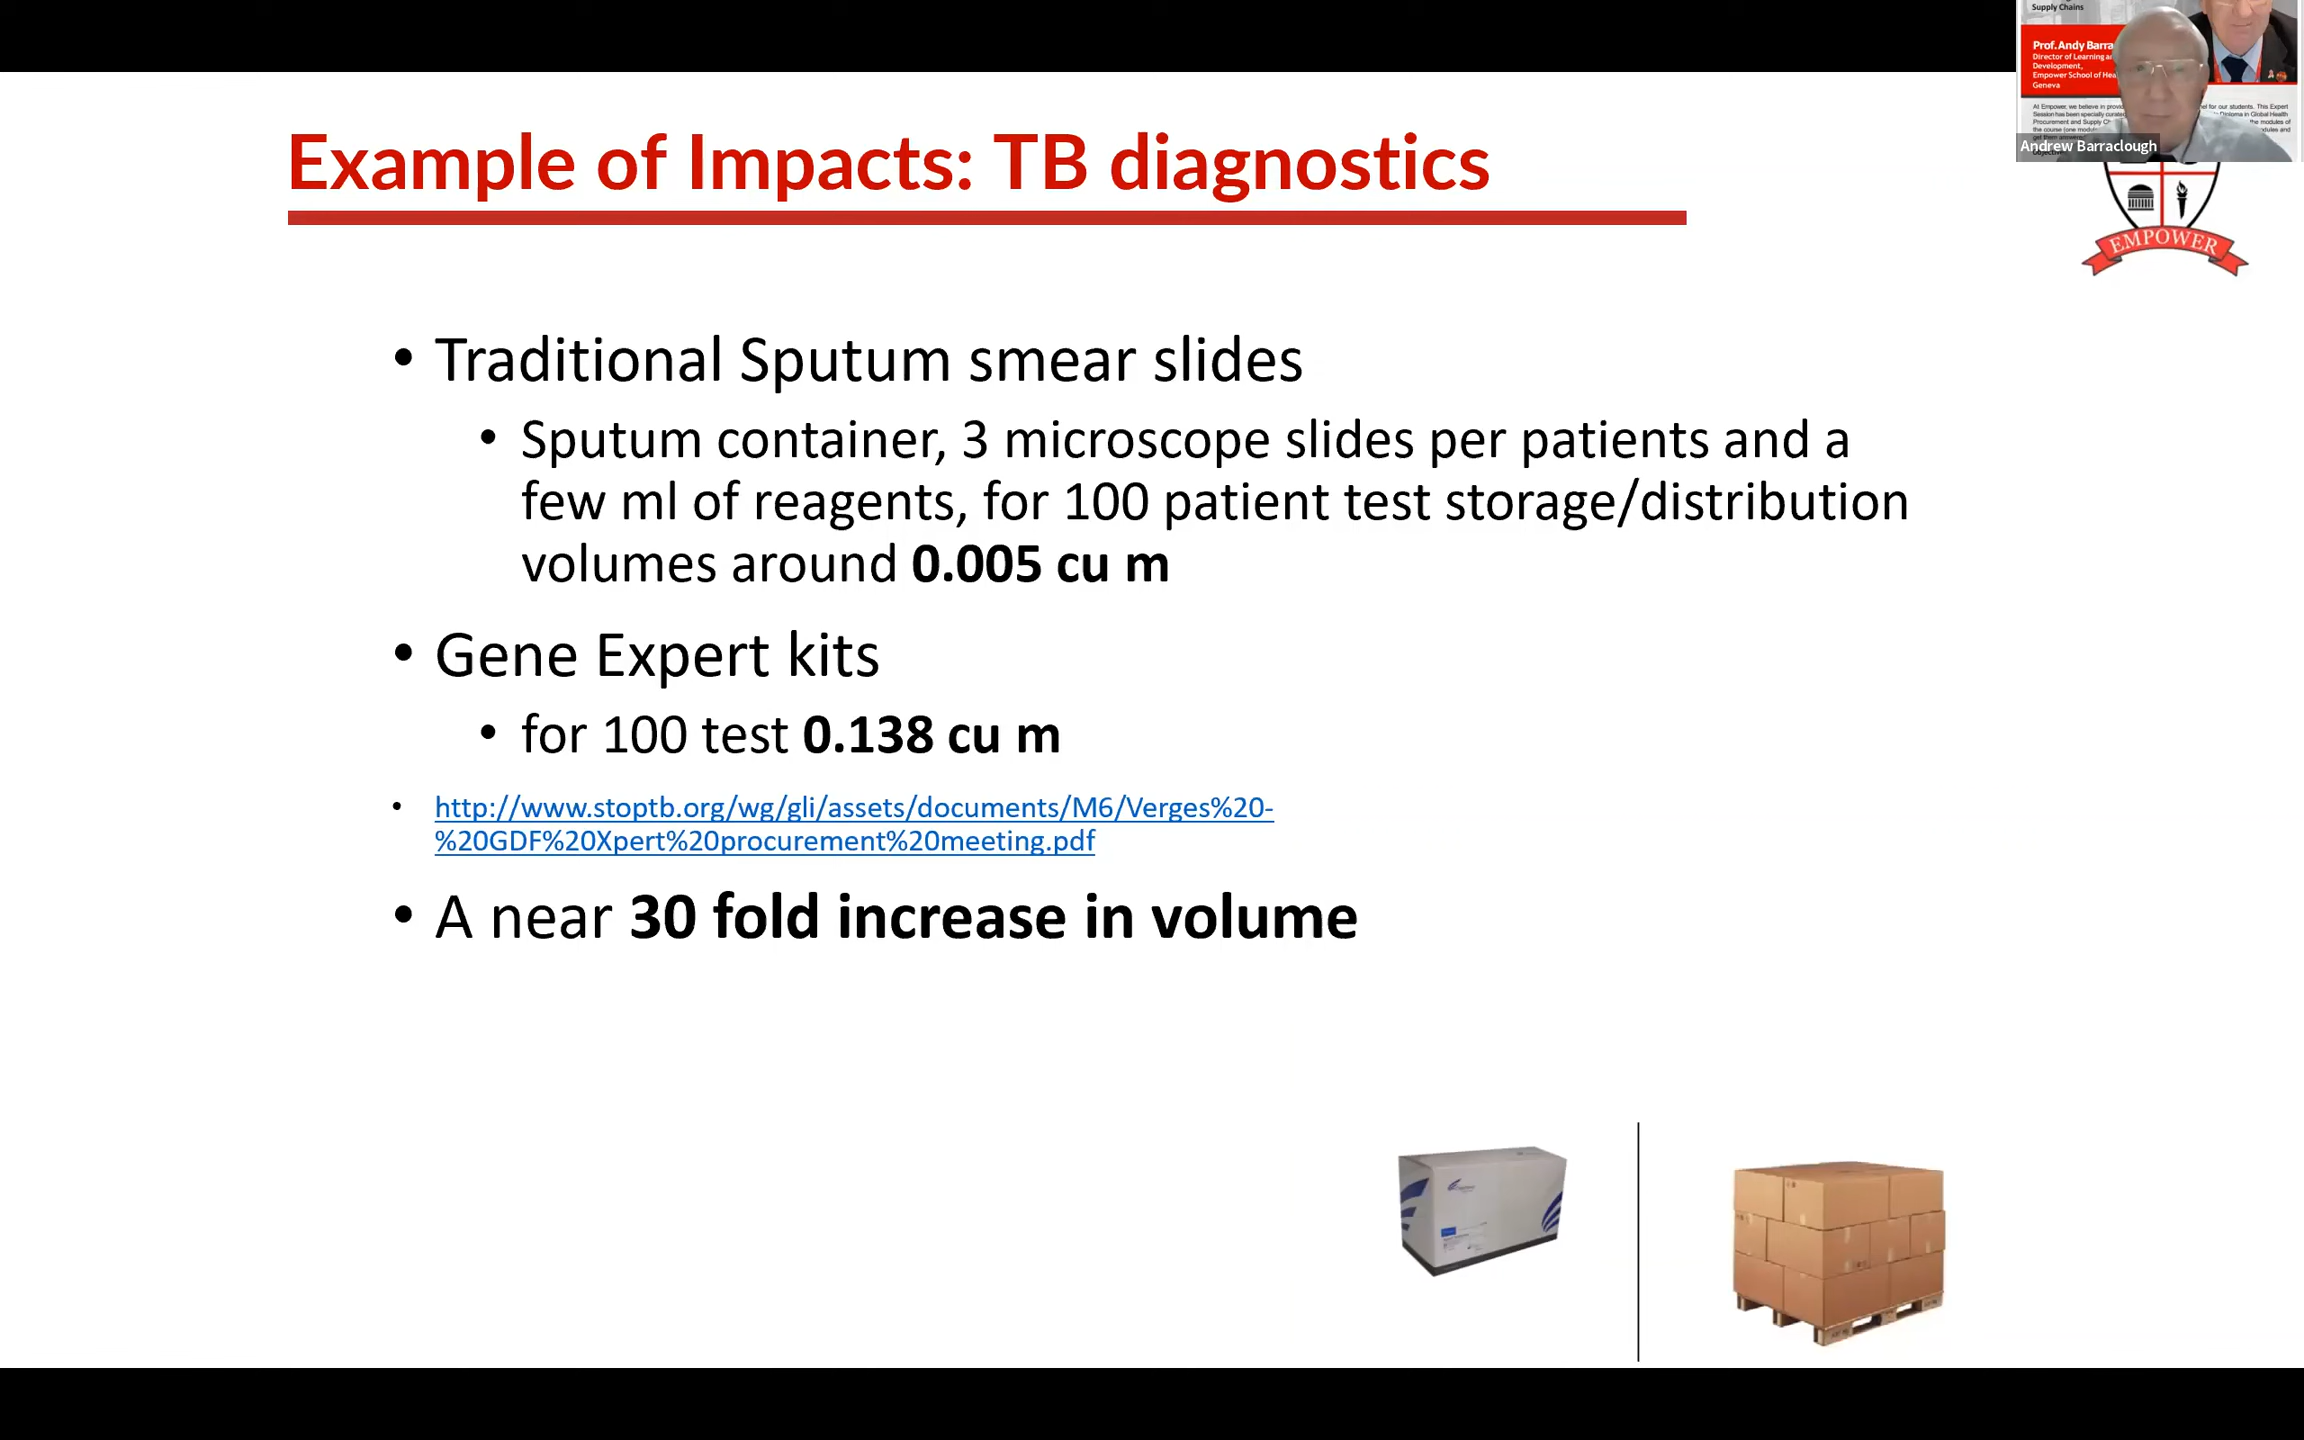 Supply Chains
Prof. Andy Barra
Director of Learning a
Development,
Empower School of Hea
Geneva
Andrew Barraclough
Example of Impacts: TB diagnostics
EMPOWER
• Traditional Sputum smear slides
• Sputum container, 3 microscope slides per patients and a
few ml of reagents, for 100 patient test storage/distribution
volumes around 0.005 cu m
• Gene Expert kits
• for 100 test 0.138 cu m
• http://www.stoptb.org/wg/gli/assets/documents/M6/Verges%20-
%20GDF%20Xpert%20procurement%20meeting.pdf
• A near 30 fold increase in volume